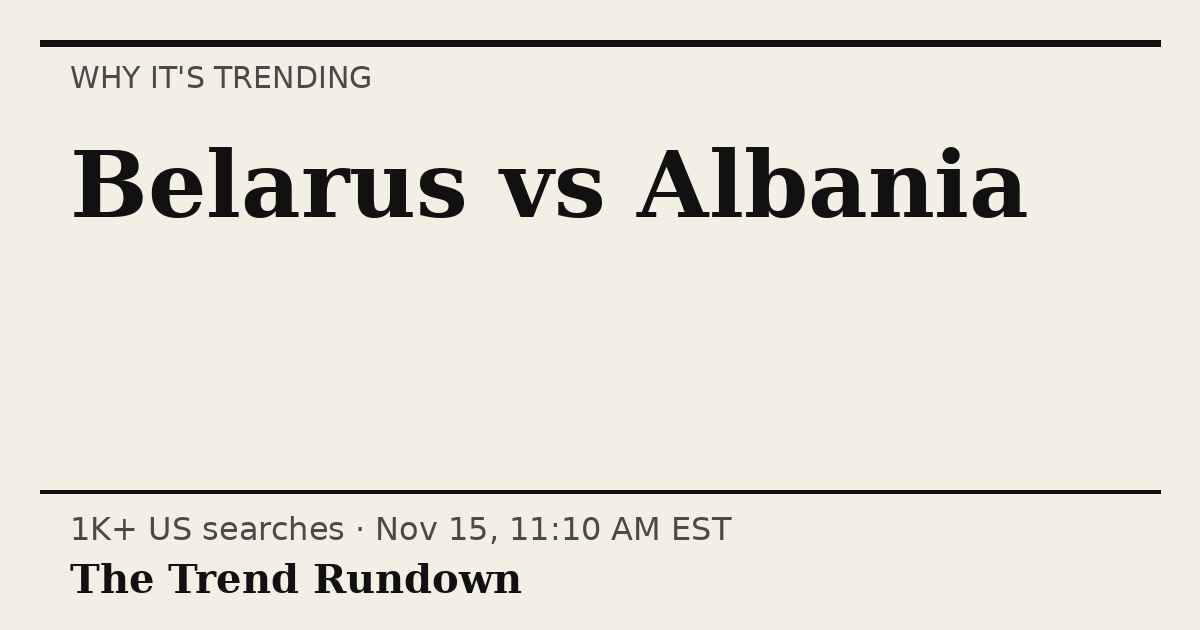 WHY IT'S TRENDING
Belarus vs Albania
1K+ US searches · Nov 15, 11:10 AM EST
The Trend Rundown